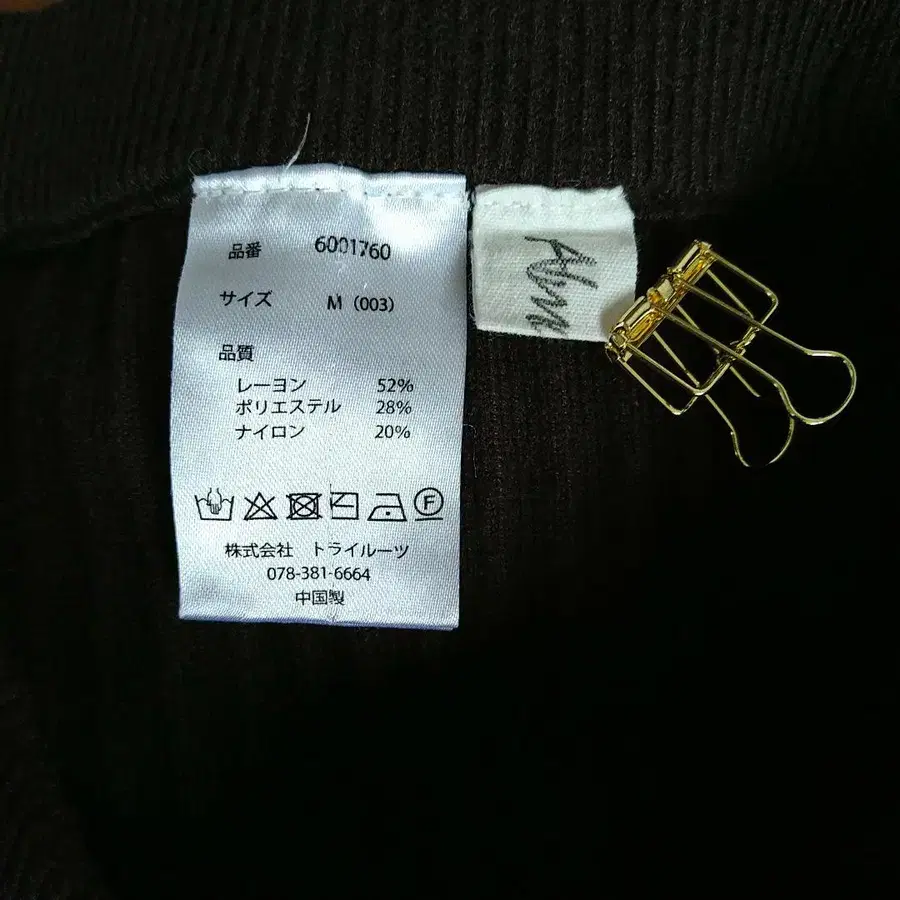 品番 6001760
サイズ M（003）
品質
レーヨン 52%
ポリエステル 28%
ナイロン 20%
F
株式会社 トライルーツ
078-381-6664
中国製